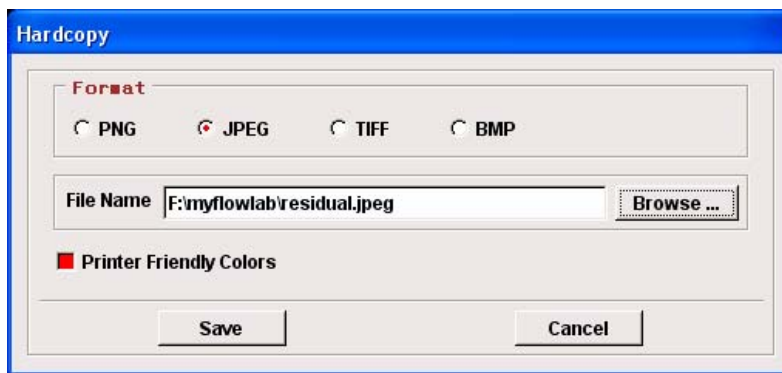 Hardcopy
Format
PNG JPEG TIFF BMP
File Name F:\myflowlab\residual.jpeg Browse ...
Printer Friendly Colors
Save Cancel